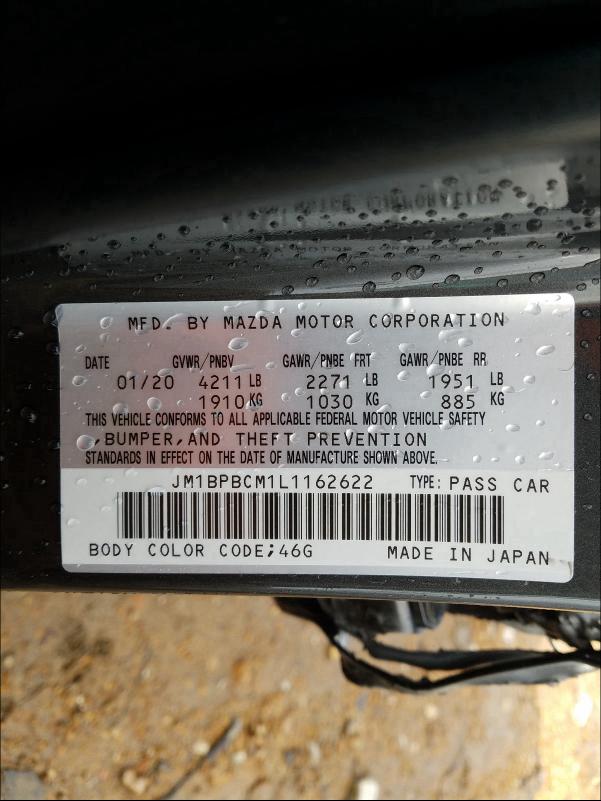 MFD. BY MAZDA MOTOR CORPORATION
DATE GVWR/PNBV GAWR/PNBE FRT GAWR/PNBE RR
01/20 4211 LB 2271 LB 1951 LB
1910 KG 1030 KG 885 KG
THIS VEHICLE CONFORMS TO ALL APPLICABLE FEDERAL MOTOR VEHICLE SAFETY
,BUMPER,AND THEFT PREVENTION
STANDARDS IN EFFECT ON THE DATE OF MANUFACTURE SHOWN ABOVE.
JM1BPBCM1L1162622 TYPE: PASS CAR
BODY COLOR CODE;46G MADE IN JAPAN